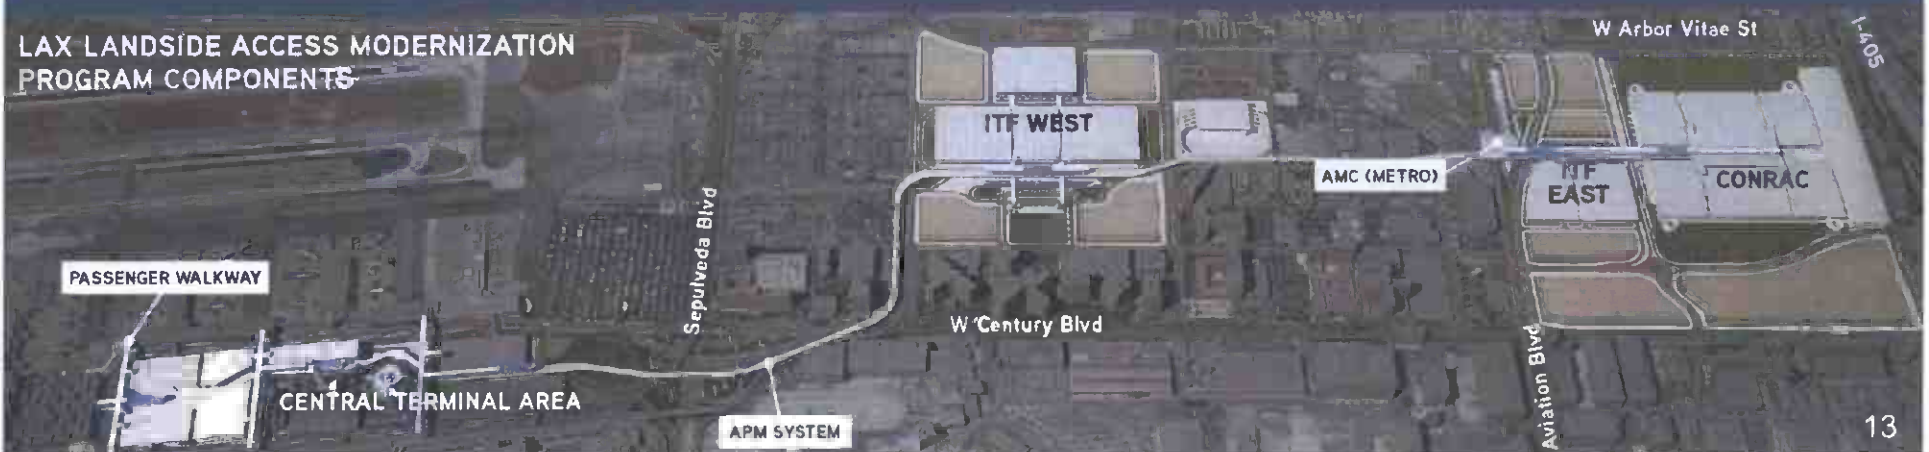 LAX LANDSIDE ACCESS MODERNIZATION
PROGRAM COMPONENTS
W Arbor Vitae St
I-405
ITF WEST
AMC (METRO)
ITF
EAST
CONRAC
Sepulveda Blvd
PASSENGER WALKWAY
W Century Blvd
CENTRAL TERMINAL AREA
APM SYSTEM
Aviation Blvd
13